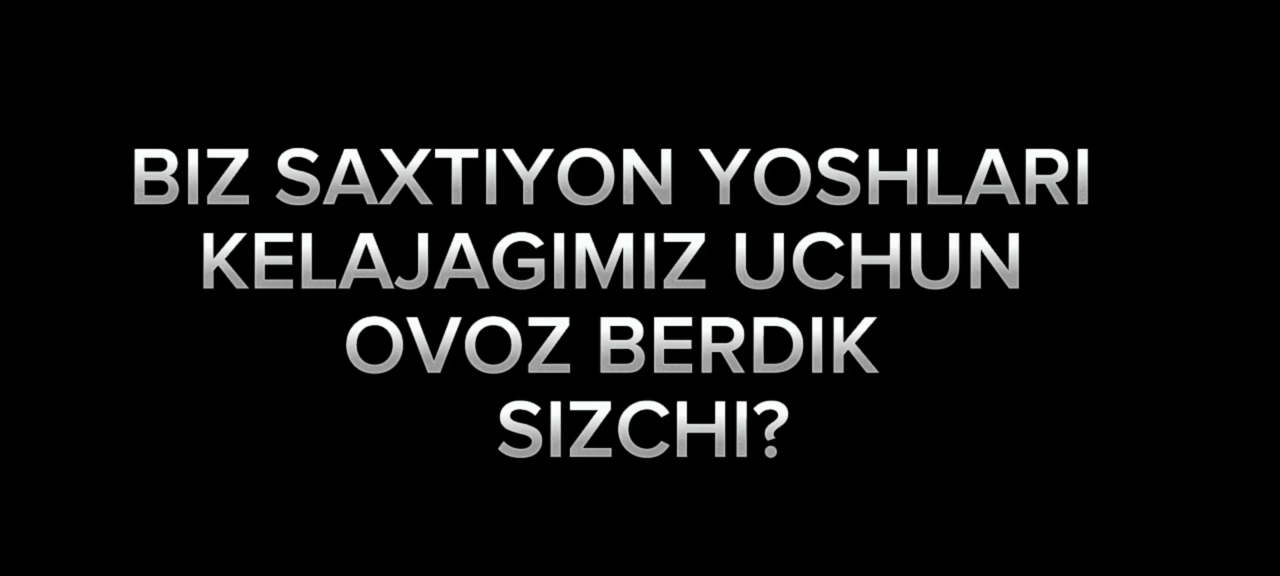 BIZ SAXTIYON YOSHLARI
KELAJAGIMIZ UCHUN
OVOZ BERDIK
SIZCHI?